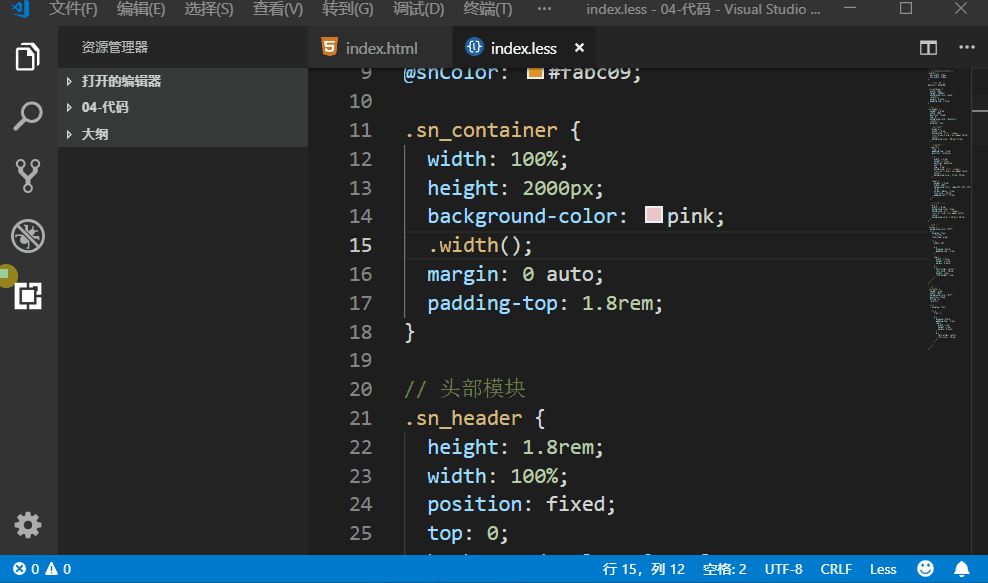 文件(F) 编辑(E) 选择(S) 查看(V) 转到(G) 调试(D) 终端(T) ··· index.less - 04-代码 - Visual Studio ...
资源管理器
打开的编辑器
04-代码
大纲
index.html index.less ×
9 @snColor: #fabc09;
10
11 .sn_container {
12 width: 100%;
13 height: 2000px;
14 background-color: pink;
15 .width();
16 margin: 0 auto;
17 padding-top: 1.8rem;
18 }
19
20 // 头部模块
21 .sn_header {
22 height: 1.8rem;
23 width: 100%;
24 position: fixed;
25 top: 0;
0 0 行 15，列 12 空格: 2 UTF-8 CRLF Less